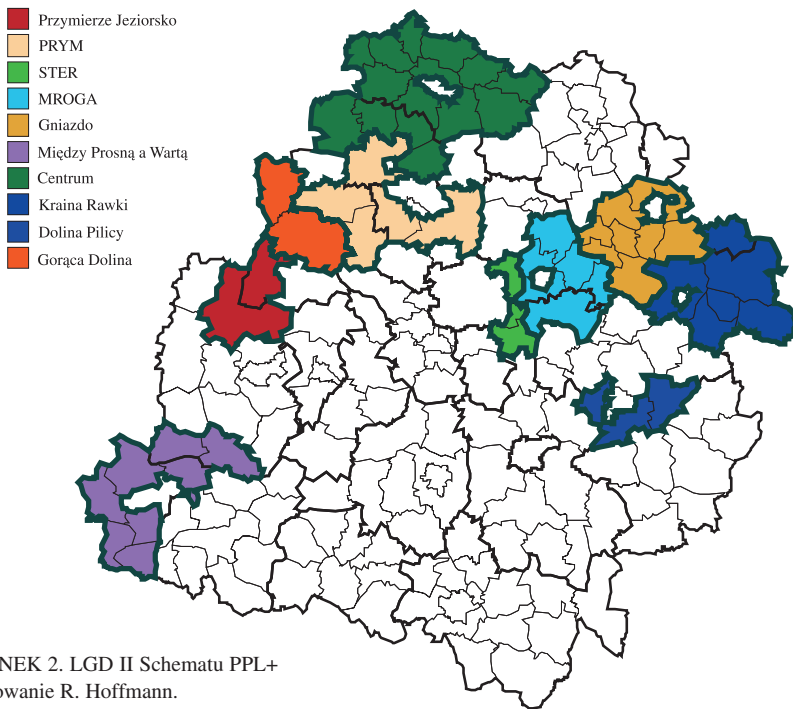 Przymierze Jeziorsko
PRYM
STER
MROGA
Gniazdo
Między Prosną a Wartą
Centrum
Kraina Rawki
Dolina Pilicy
Gorąca Dolina
NEK 2. LGD II Schematu PPL+
owanie R. Hoffmann.